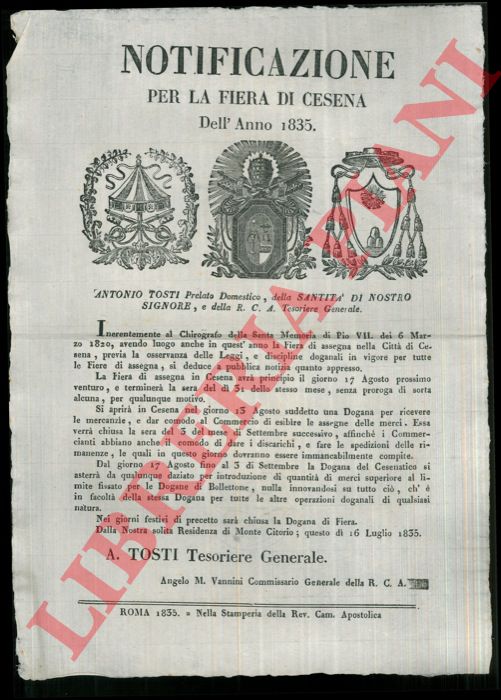 NOTIFICAZIONE
PER LA FIERA DI CESENA
Dell' Anno 1835.
ANTONIO TOSTI Prelato Domestico, della SANTITA' DI NOSTRO
SIGNORE, e della R. C. A. Tesoriere Generale.
Inerentemente al Chirografo della Santa Memoria di Pio VII. dei 6 Mar-
zo 1820, avendo luogo anche in quest' anno la Fiera di assegna nella Città di Ce-
sena, previa la osservanza delle Leggi, e discipline doganali in vigore per tutte
le Fiere di assegna, si deduce a pubblica notizia quanto appresso.
La Fiera di assegna in Cesena avrà principio il giorno 17 Agosto prossimo
venturo, e terminerà la sera del dì 31 dello stesso mese, senza proroga di sorta
alcuna, per qualunque motivo.
Si aprirà in Cesena nel giorno 13 Agosto suddetto una Dogana per ricevere
le mercanzie, e dar comodo al Commercio di esibire le assegne delle merci. Essa
verrà chiusa la sera del 3 del mese di Settembre successivo, affinchè i Commer-
cianti abbiano anche il comodo di dare i discarichi, e fare le spedizioni delle ri-
manenze, le quali in questo giorno dovranno essere immancabilmente compite.
Dal giorno Agosto fino al 3 di Settembre la Dogana del Cesenatico si
asterrà da qualunque daziato per introduzione di quantità di merci superiore al li-
mite fissato per le Dogane di Bollettone, nulla innovandosi su tutto ciò, ch' è
in facoltà della stessa Dogana per tutte le altre operazioni doganali di qualsiasi
natura.
Nei giorni festivi di precetto sarà chiusa la Dogana di Fiera.
Dalla Nostra solita Residenza di Monte Citorio; questo dì 16 Luglio 1835.
A. TOSTI Tesoriere Generale.
Angelo M. Vannini Commissario Generale della R. C. A.
ROMA 1835. = Nella Stamperia della Rev. Cam. Apostolica
LIBRERIA PIANI